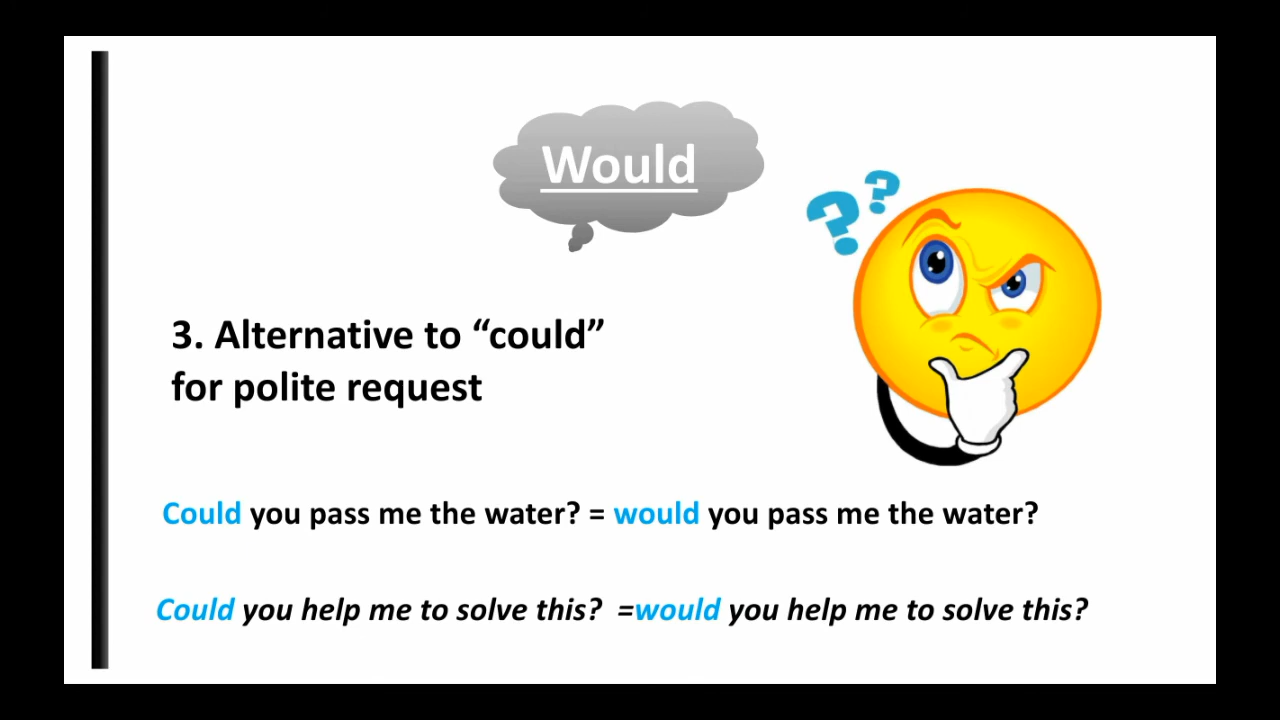 Would
??
3. Alternative to “could”
for polite request
Could you pass me the water? = would you pass me the water?
Could you help me to solve this? =would you help me to solve this?